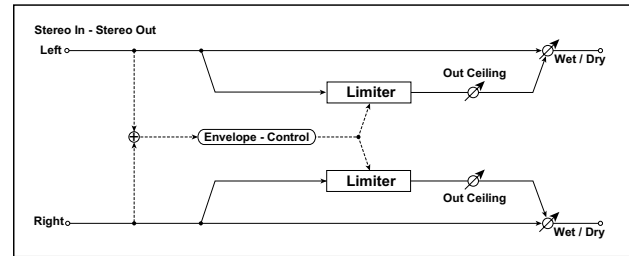 Stereo In - Stereo Out
Left
Wet / Dry
Out Ceiling
Limiter
Envelope - Control
Limiter
Out Ceiling
Right
Wet / Dry